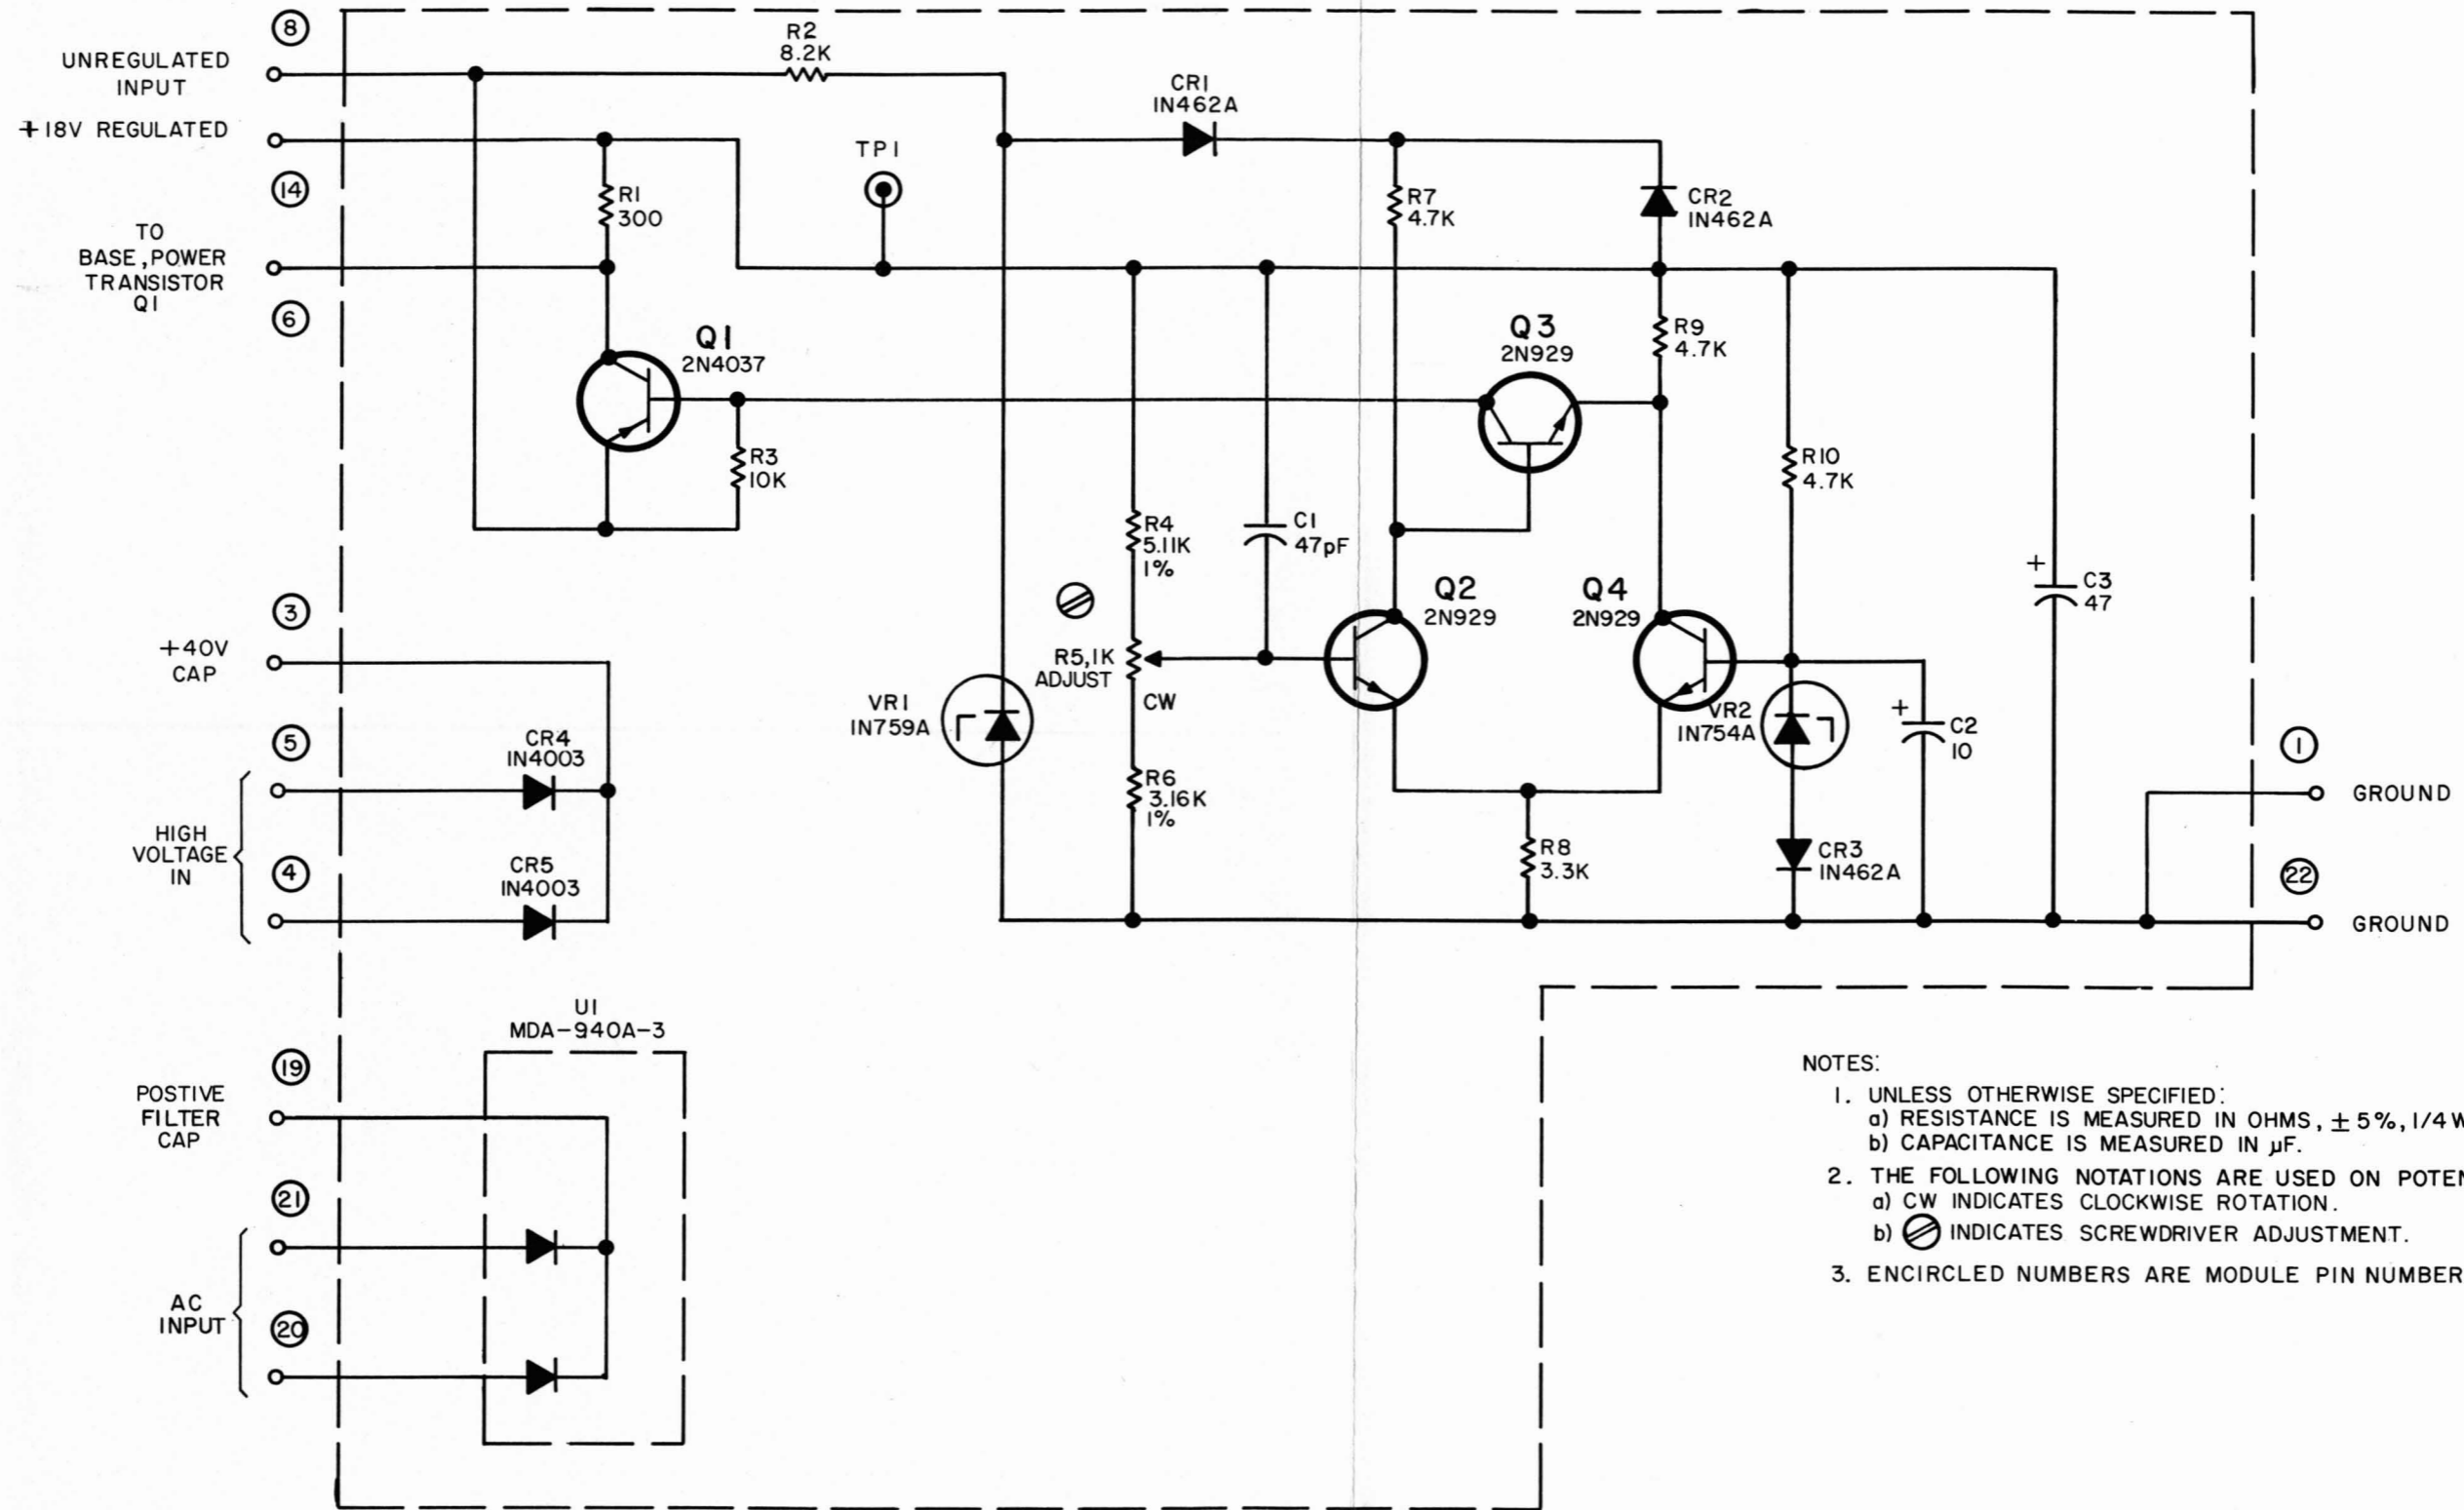 8
UNREGULATED
INPUT
+18V REGULATED
14
TO
BASE, POWER
TRANSISTOR
Q1
6
R2
8.2K
R1
300
TP1
CR1
IN462A
R7
4.7K
CR2
IN462A
Q1
2N4037
R3
10K
Q3
2N929
R9
4.7K
R10
4.7K
R4
5.11K
1%
C1
47pF
R5, 1K
ADJUST
CW
Q2
2N929
Q4
2N929
C3
47
+
VR1
IN759A
VR2
IN754A
+
C2
10
R6
3.16K
1%
R8
3.3K
CR3
IN462A
1
GROUND
22
GROUND
3
+40V
CAP
5
CR4
IN4003
HIGH
VOLTAGE
IN
4
CR5
IN4003
U1
MDA-940A-3
19
POSTIVE
FILTER
CAP
21
AC
INPUT
20
NOTES:
1. UNLESS OTHERWISE SPECIFIED:
a) RESISTANCE IS MEASURED IN OHMS, ± 5%, 1/4 W
b) CAPACITANCE IS MEASURED IN µF.
2. THE FOLLOWING NOTATIONS ARE USED ON POTEN
a) CW INDICATES CLOCKWISE ROTATION.
b) INDICATES SCREWDRIVER ADJUSTMENT.
3. ENCIRCLED NUMBERS ARE MODULE PIN NUMBER